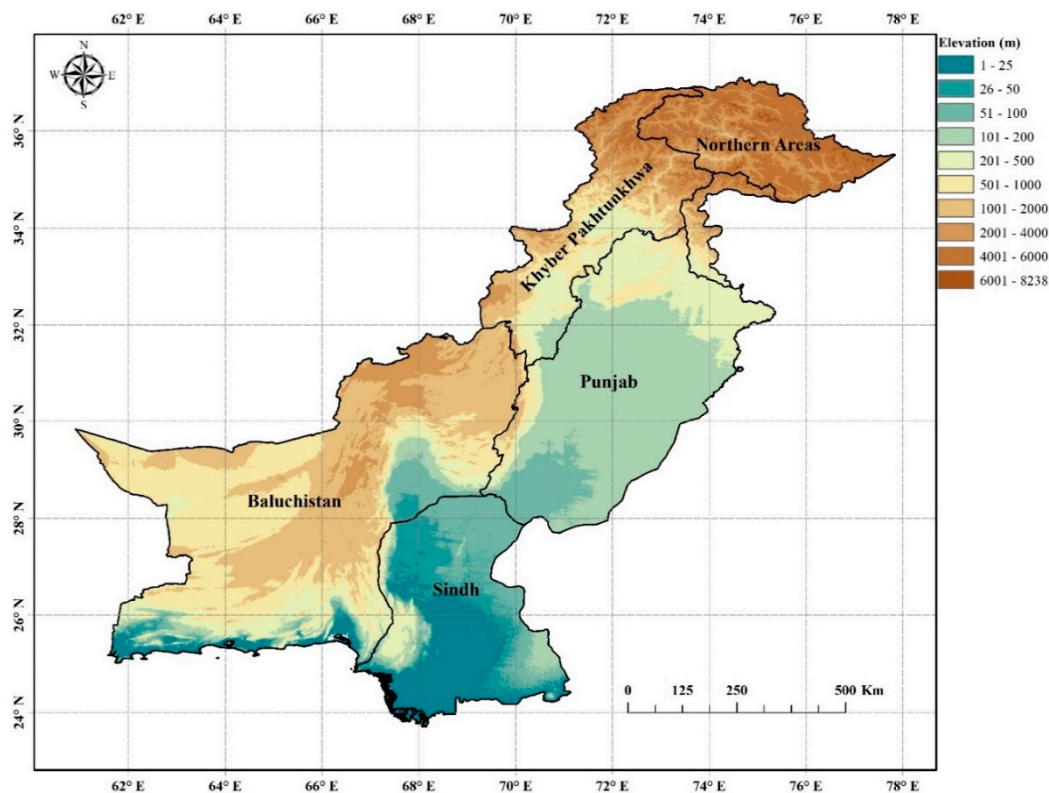 62° E 64° E 66° E 68° E 70° E 72° E 74° E 76° E 78° E
N
W E
S
Elevation (m)
1 - 25
26 - 50
51 - 100
101 - 200
201 - 500
501 - 1000
1001 - 2000
2001 - 4000
4001 - 6000
6001 - 8238
36° N
34° N
32° N
30° N
28° N
26° N
24° N
Northern Areas
Khyber Pakhtunkhwa
Punjab
Baluchistan
Sindh
0 125 250 500 Km
62° E 64° E 66° E 68° E 70° E 72° E 74° E 76° E 78° E